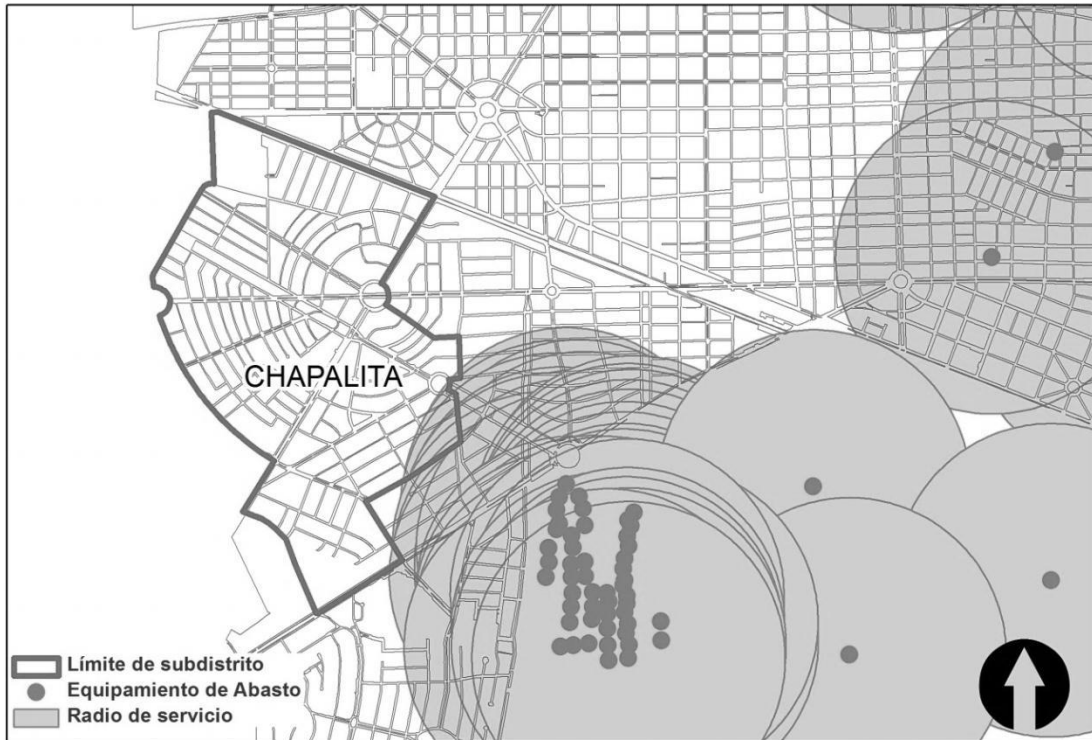 CHAPALITA
Límite de subdistrito
Equipamiento de Abasto
Radio de servicio